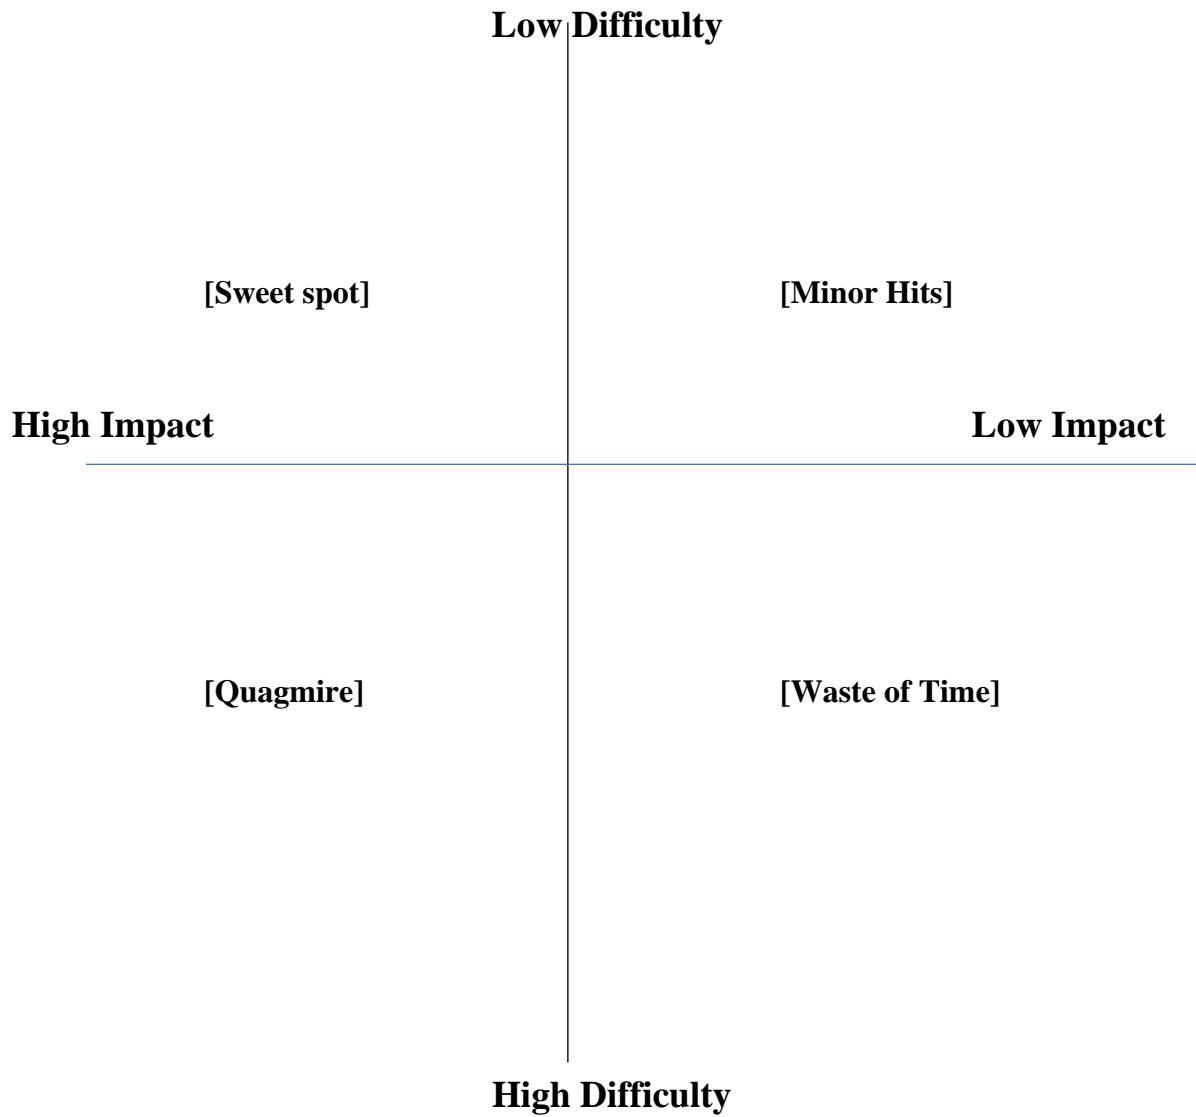 Low Difficulty
[Sweet spot]
[Minor Hits]
High Impact
Low Impact
[Quagmire]
[Waste of Time]
High Difficulty